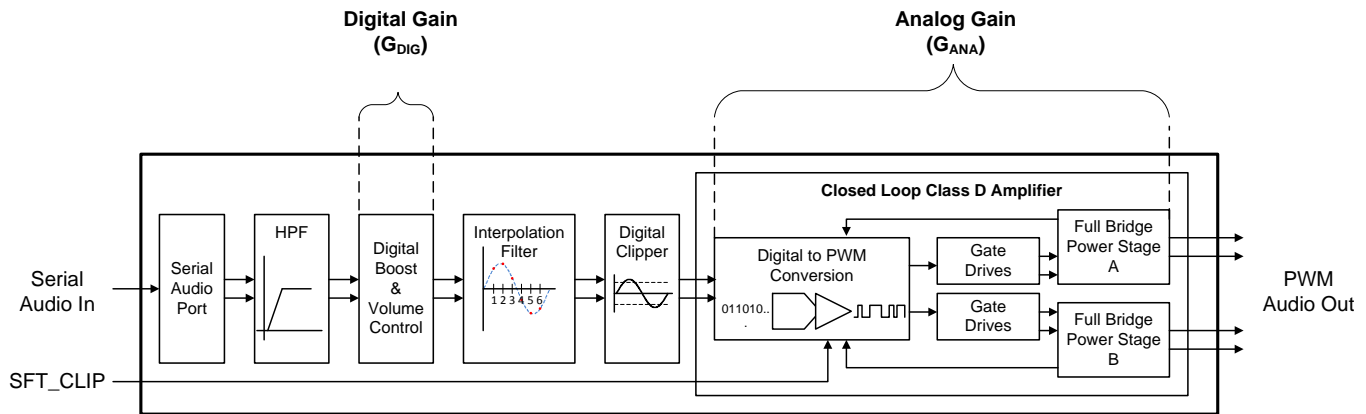 Digital Gain
(GDIG)
Analog Gain
(GANA)
Closed Loop Class D Amplifier
Serial
Audio In
Serial
Audio
Port
HPF
Digital
Boost
&
Volume
Control
Interpolation
Filter
1 2 3 4 5 6
Digital
Clipper
Digital to PWM
Conversion
011010..
.
Gate
Drives
Gate
Drives
Full Bridge
Power Stage
A
Full Bridge
Power Stage
B
PWM
Audio Out
SFT_CLIP